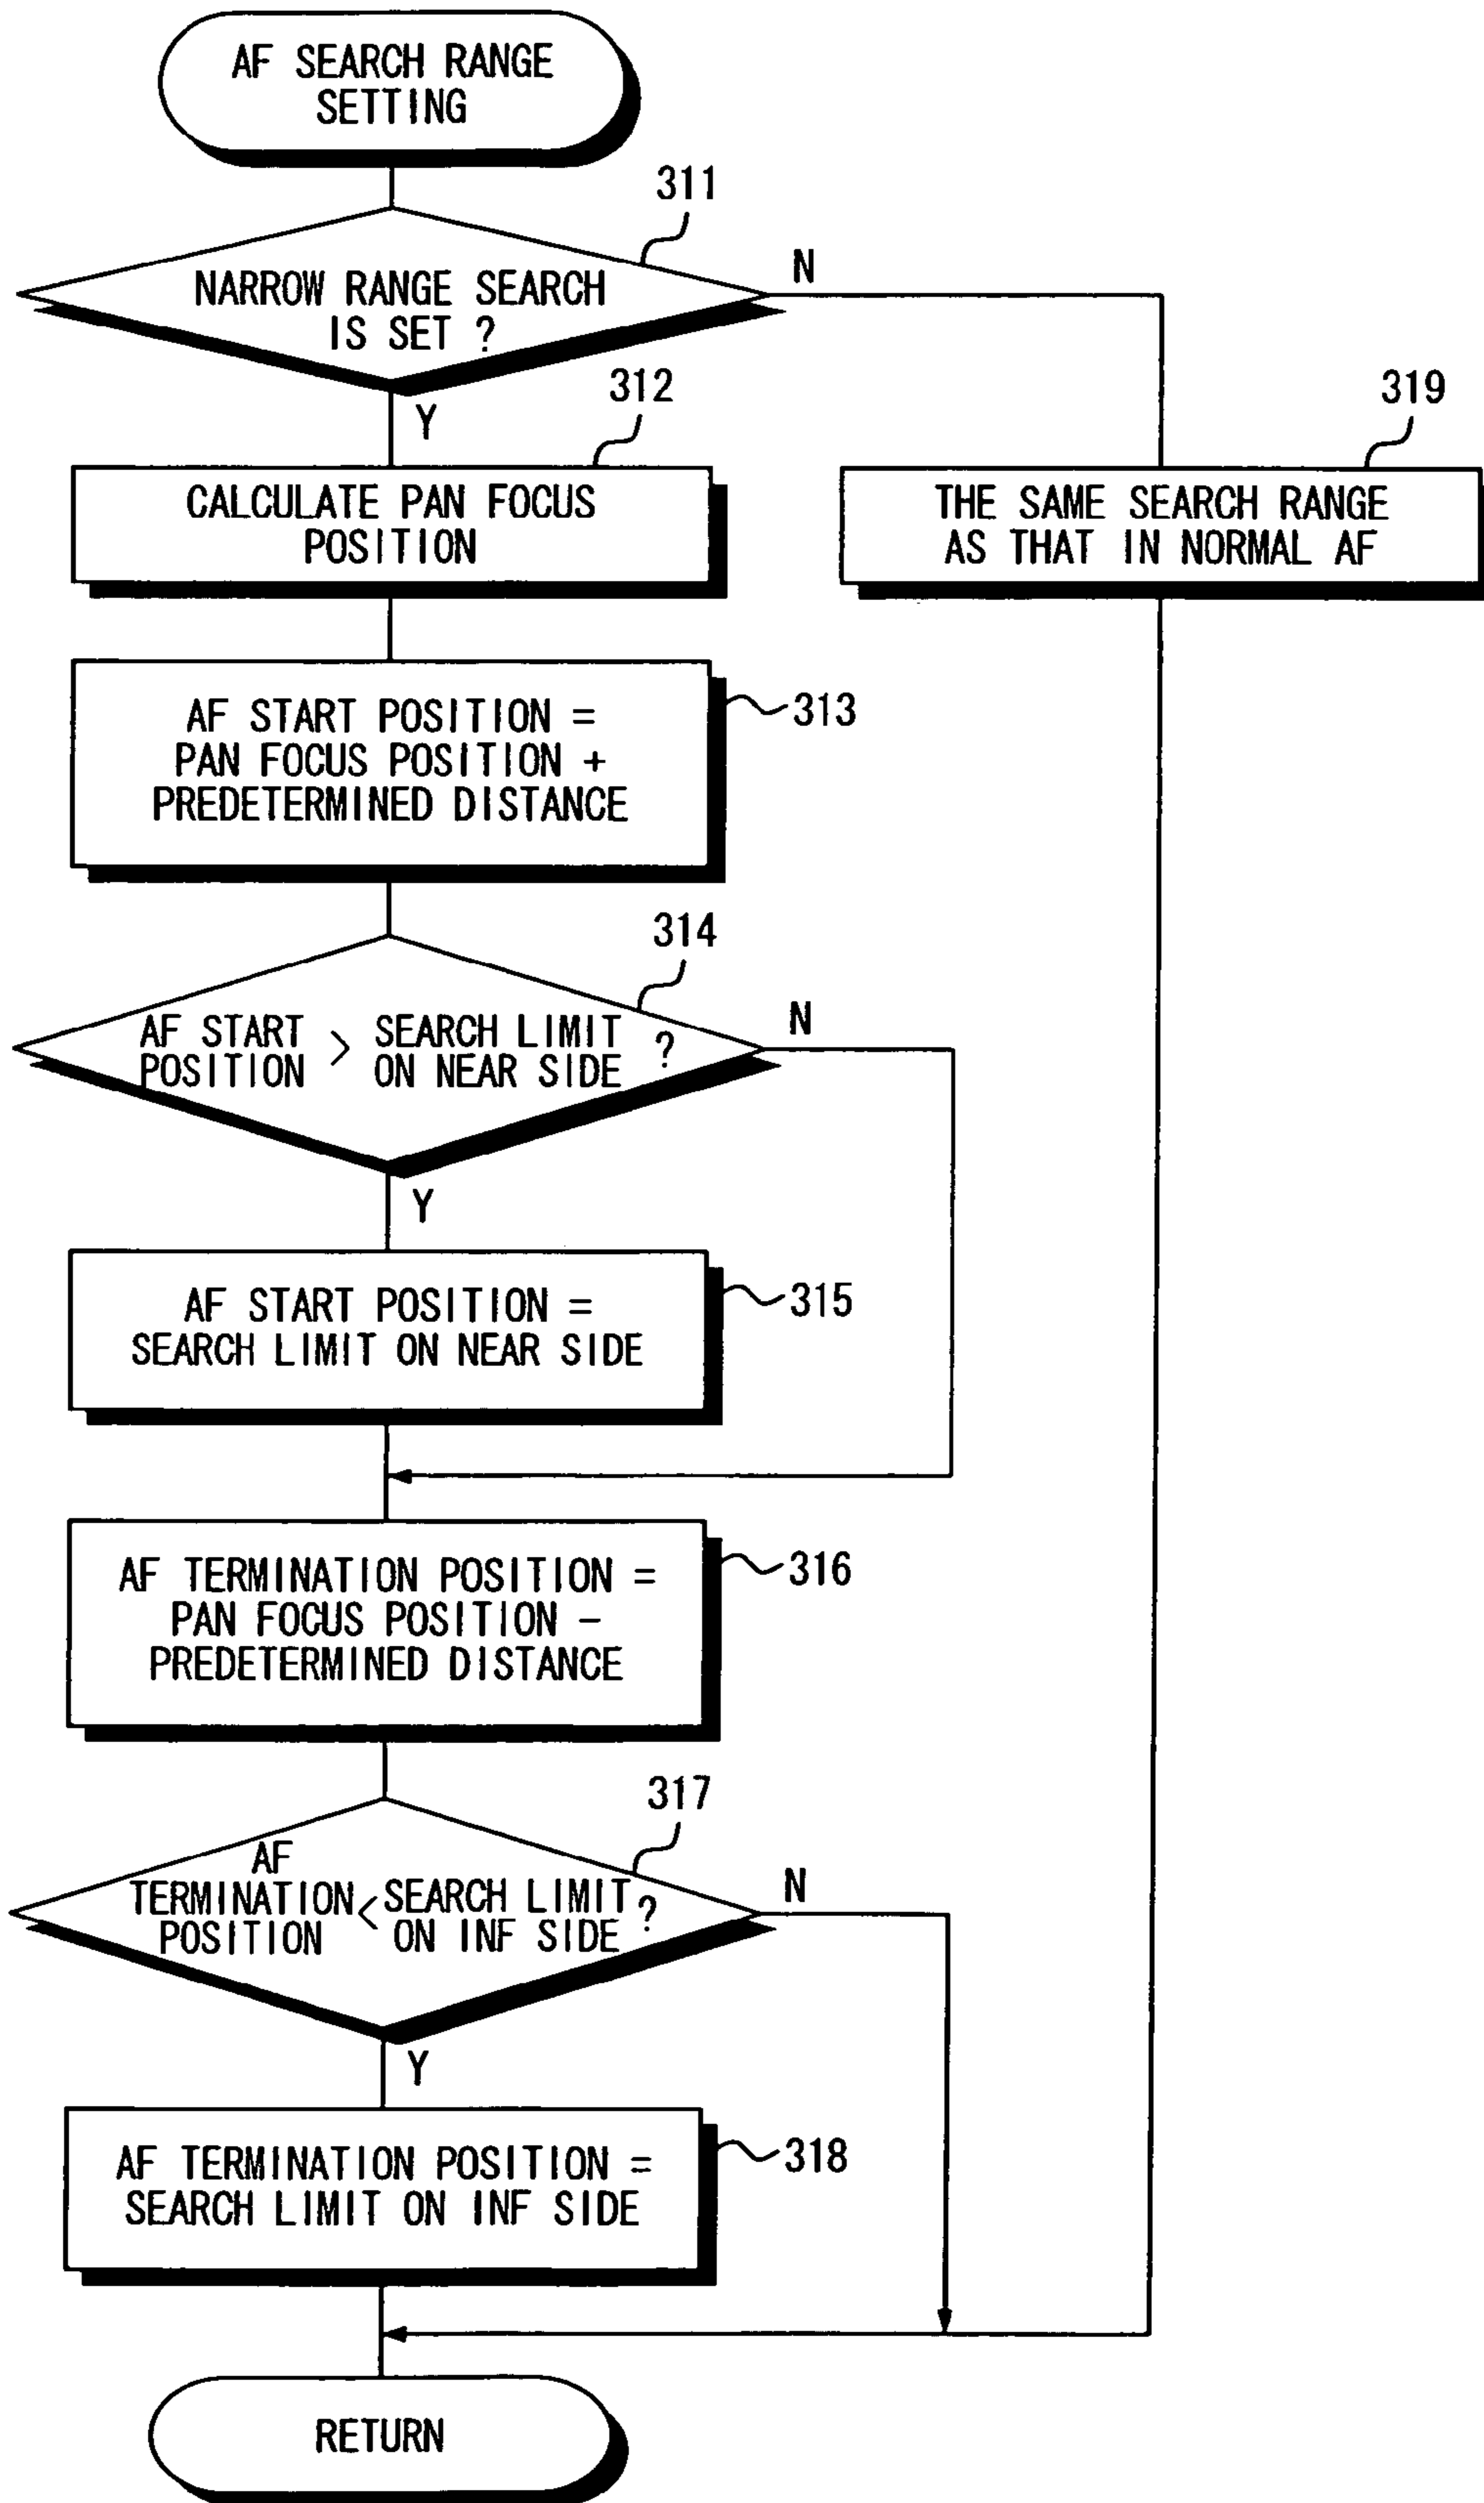 AF SEARCH RANGE
SETTING
311
NARROW RANGE SEARCH
IS SET ?
N
Y
312
CALCULATE PAN FOCUS
POSITION
319
THE SAME SEARCH RANGE
AS THAT IN NORMAL AF
313
AF START POSITION =
PAN FOCUS POSITION +
PREDETERMINED DISTANCE
314
AF START POSITION > SEARCH LIMIT ON NEAR SIDE ?
N
Y
315
AF START POSITION =
SEARCH LIMIT ON NEAR SIDE
316
AF TERMINATION POSITION =
PAN FOCUS POSITION −
PREDETERMINED DISTANCE
317
AF
TERMINATION POSITION < SEARCH LIMIT ON INF SIDE ?
N
Y
318
AF TERMINATION POSITION =
SEARCH LIMIT ON INF SIDE
RETURN